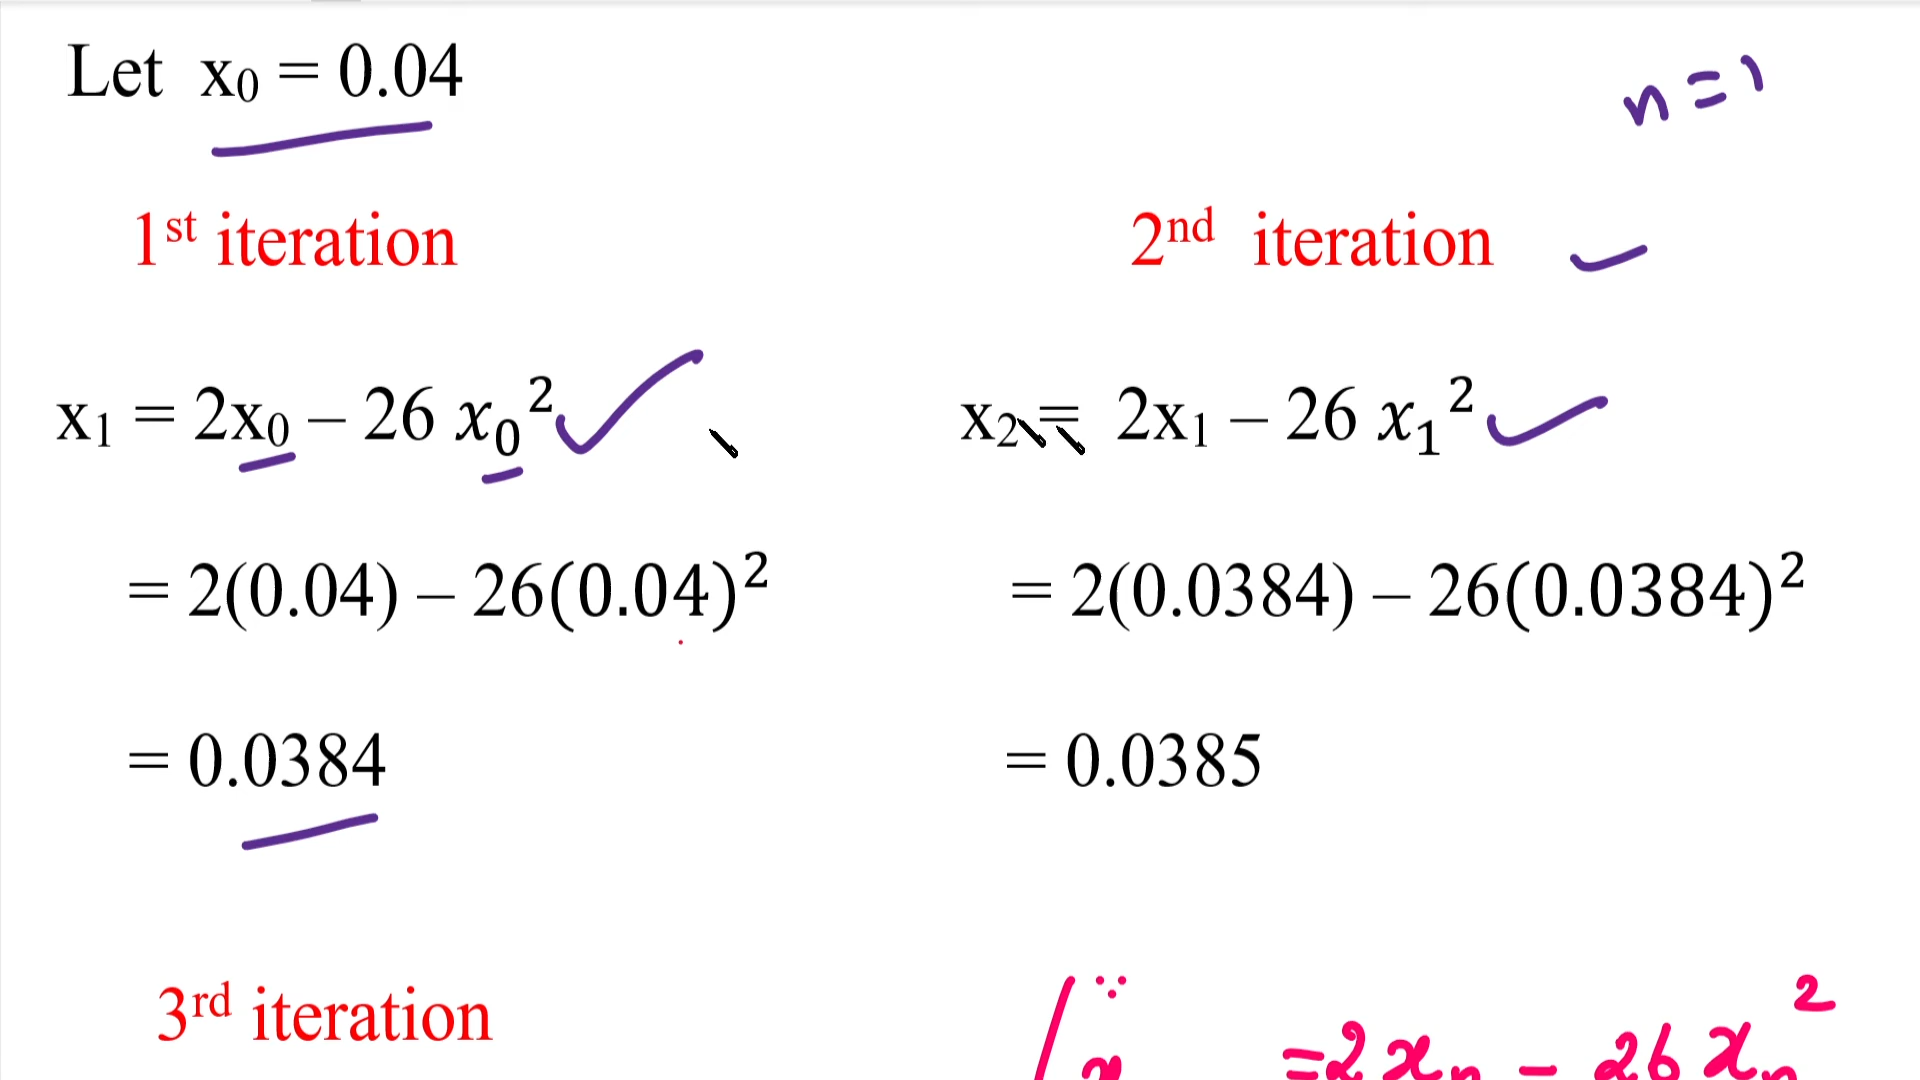 Let x₀ = 0.04
n = 1
1st iteration
2nd iteration
x₁ = 2x₀ – 26 x₀²
x₂ = 2x₁ – 26 x₁²
= 2(0.04) – 26(0.04)²
= 2(0.0384) – 26(0.0384)²
= 0.0384
= 0.0385
3rd iteration
( ∵ x = 2xₙ – 26xₙ²